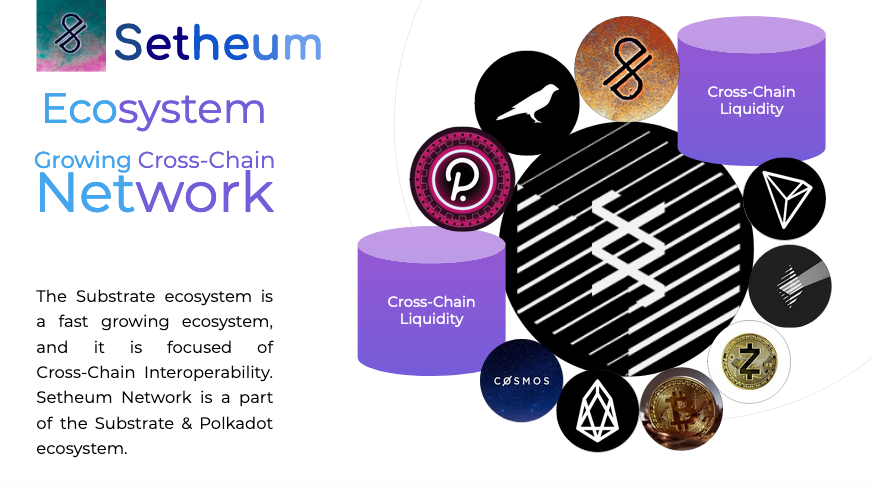 Setheum
Ecosystem
Growing Cross-Chain
Network
The Substrate ecosystem is
a fast growing ecosystem,
and it is focused of
Cross-Chain Interoperability.
Setheum Network is a part
of the Substrate & Polkadot
ecosystem.
Cross-Chain
Liquidity
Cross-Chain
Liquidity
COSMOS